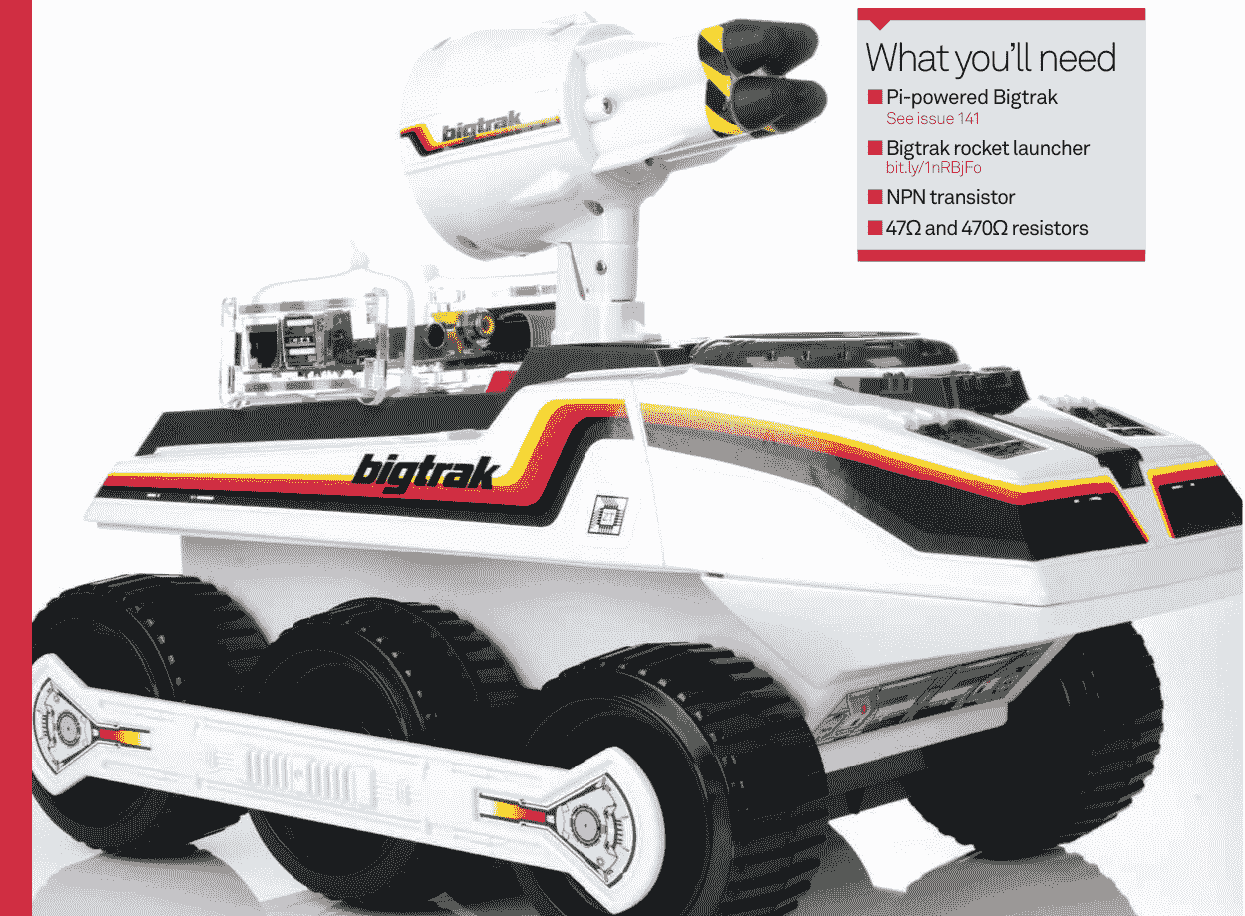 What you'll need
Pi-powered Bigtrak
See issue 141
Bigtrak rocket launcher
bit.ly/1nRBjFo
NPN transistor
47Ω and 470Ω resistors
bigtrak
bigtrak